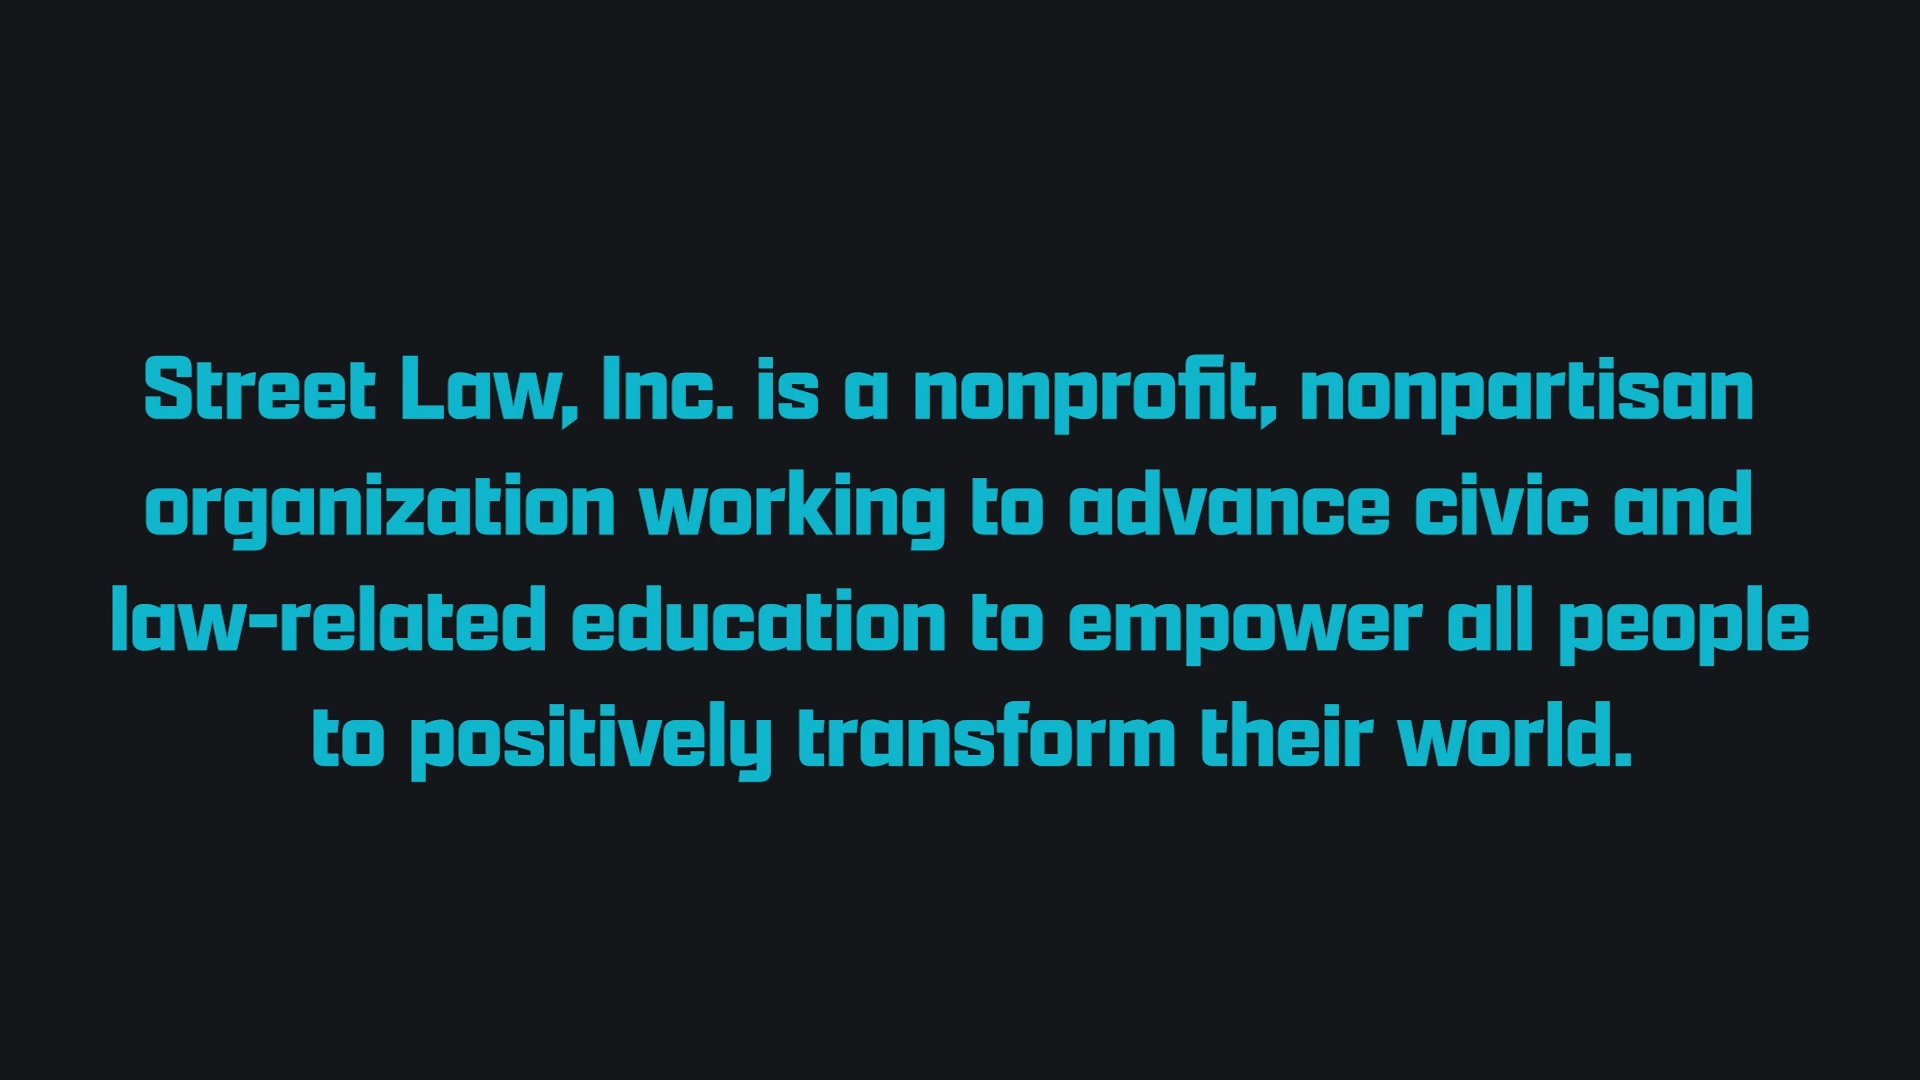 Street Law, Inc. is a nonprofit, nonpartisan
organization working to advance civic and
law-related education to empower all people
to positively transform their world.